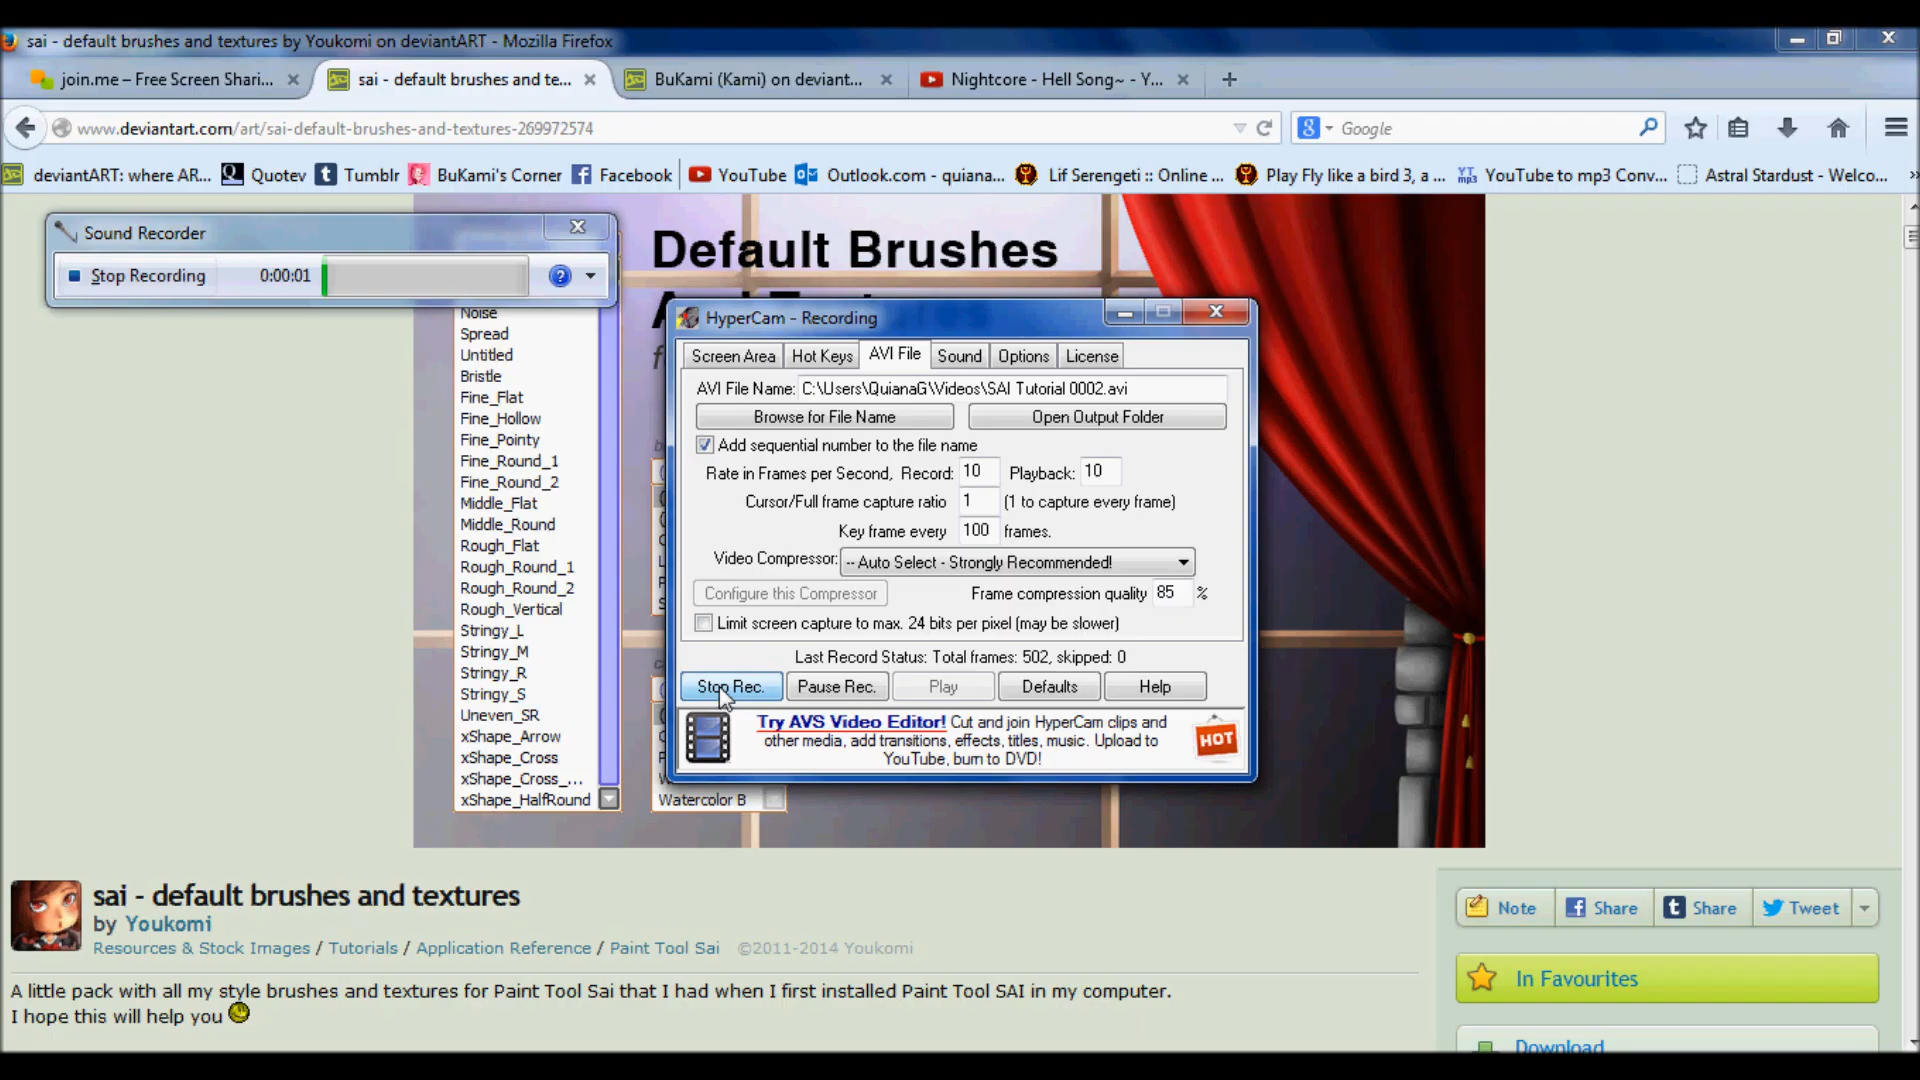 sai - default brushes and textures by Youkomi on deviantART - Mozilla Firefox
join.me – Free Screen Shari...
sai - default brushes and te...
BuKami (Kami) on deviant...
Nightcore - Hell Song~ - Y...
www.deviantart.com/art/sai-default-brushes-and-textures-269972574
Google
deviantART: where AR...
Quotev
Tumblr
BuKami's Corner
Facebook
YouTube
Outlook.com - quiana...
Lif Serengeti :: Online ...
Play Fly like a bird 3, a ...
YouTube to mp3 Conv...
Astral Stardust - Welco...
Sound Recorder
Stop Recording 0:00:01
Default Brushes
Noise
Spread
Untitled
Bristle
Fine_Flat
Fine_Hollow
Fine_Pointy
Fine_Round_1
Fine_Round_2
Middle_Flat
Middle_Round
Rough_Flat
Rough_Round_1
Rough_Round_2
Rough_Vertical
Stringy_L
Stringy_M
Stringy_R
Stringy_S
Uneven_SR
xShape_Arrow
xShape_Cross
xShape_Cross_...
xShape_HalfRound
Watercolor B
HyperCam - Recording
Screen Area Hot Keys AVI File Sound Options License
AVI File Name: C:\Users\QuianaG\Videos\SAI Tutorial 0002.avi
Browse for File Name Open Output Folder
Add sequential number to the file name
Rate in Frames per Second, Record: 10 Playback: 10
Cursor/Full frame capture ratio 1 (1 to capture every frame)
Key frame every 100 frames.
Video Compressor: -- Auto Select - Strongly Recommended!
Configure this Compressor Frame compression quality 85 %
Limit screen capture to max. 24 bits per pixel (may be slower)
Last Record Status: Total frames: 502, skipped: 0
Stop Rec. Pause Rec. Play Defaults Help
Try AVS Video Editor! Cut and join HyperCam clips and
other media, add transitions, effects, titles, music. Upload to
YouTube, burn to DVD!
HOT
sai - default brushes and textures
by Youkomi
Resources & Stock Images / Tutorials / Application Reference / Paint Tool Sai ©2011-2014 Youkomi
A little pack with all my style brushes and textures for Paint Tool Sai that I had when I first installed Paint Tool SAI in my computer.
I hope this will help you
Note
Share
Share
Tweet
In Favourites
Download